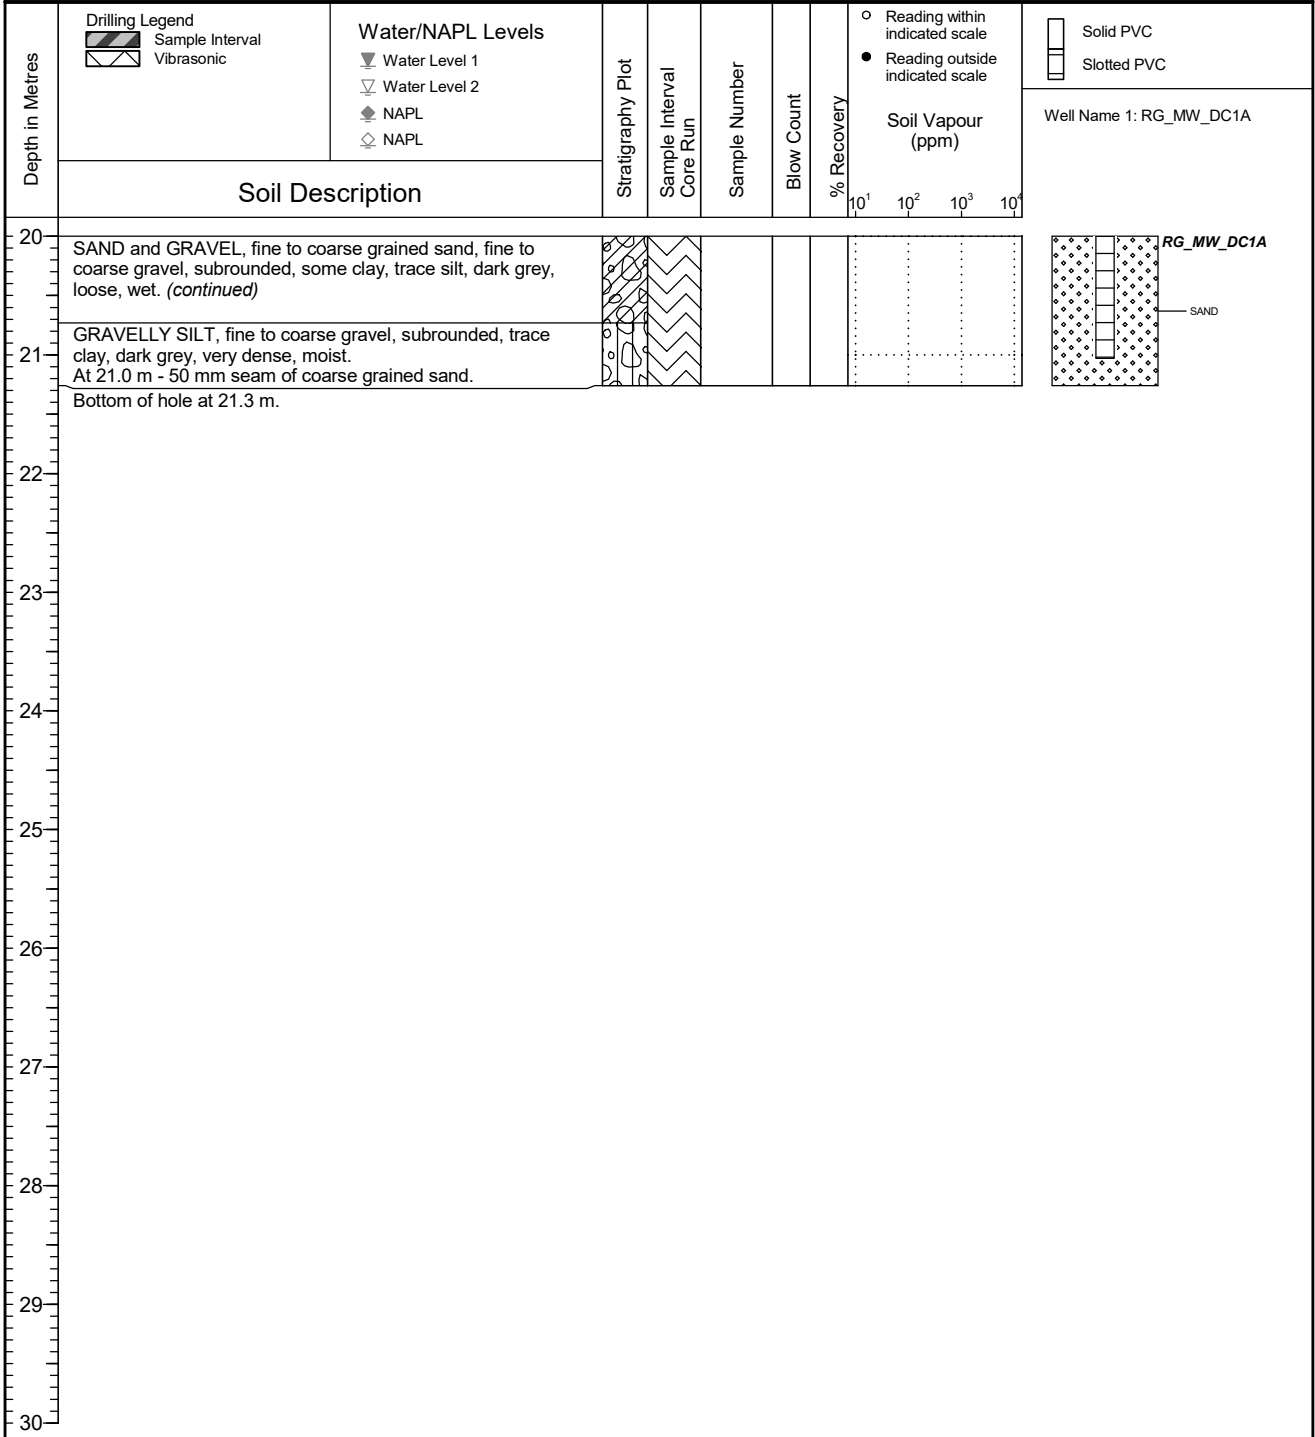 Depth in Metres
Drilling Legend
Sample Interval
Vibrasonic
Water/NAPL Levels
Water Level 1
Water Level 2
NAPL
NAPL
Soil Description
Stratigraphy Plot
Sample Interval
Core Run
Sample Number
Blow Count
% Recovery
Reading within
indicated scale
Reading outside
indicated scale
Soil Vapour
(ppm)
10¹ 10² 10³ 10⁴
Solid PVC
Slotted PVC
Well Name 1: RG_MW_DC1A
20
SAND and GRAVEL, fine to coarse grained sand, fine to
coarse gravel, subrounded, some clay, trace silt, dark grey,
loose, wet. (continued)
RG_MW_DC1A
SAND
GRAVELLY SILT, fine to coarse gravel, subrounded, trace
clay, dark grey, very dense, moist.
At 21.0 m - 50 mm seam of coarse grained sand.
21
Bottom of hole at 21.3 m.
22
23
24
25
26
27
28
29
30